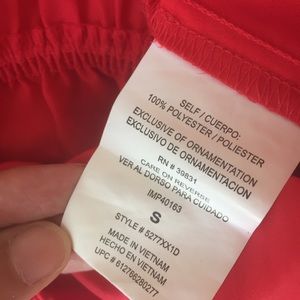 SELF / CUERPO:
100% POLYESTER / POLIESTER
EXCLUSIVE OF ORNAMENTATION
EXCLUSIVO DE ORNAMENTACION
RN # 39831
CARE ON REVERSE
VER AL DORSO PARA CUIDADO
IMP40163
S
STYLE # 5277XX1D
MADE IN VIETNAM
HECHO EN VIETNAM
UPC # 612766280277